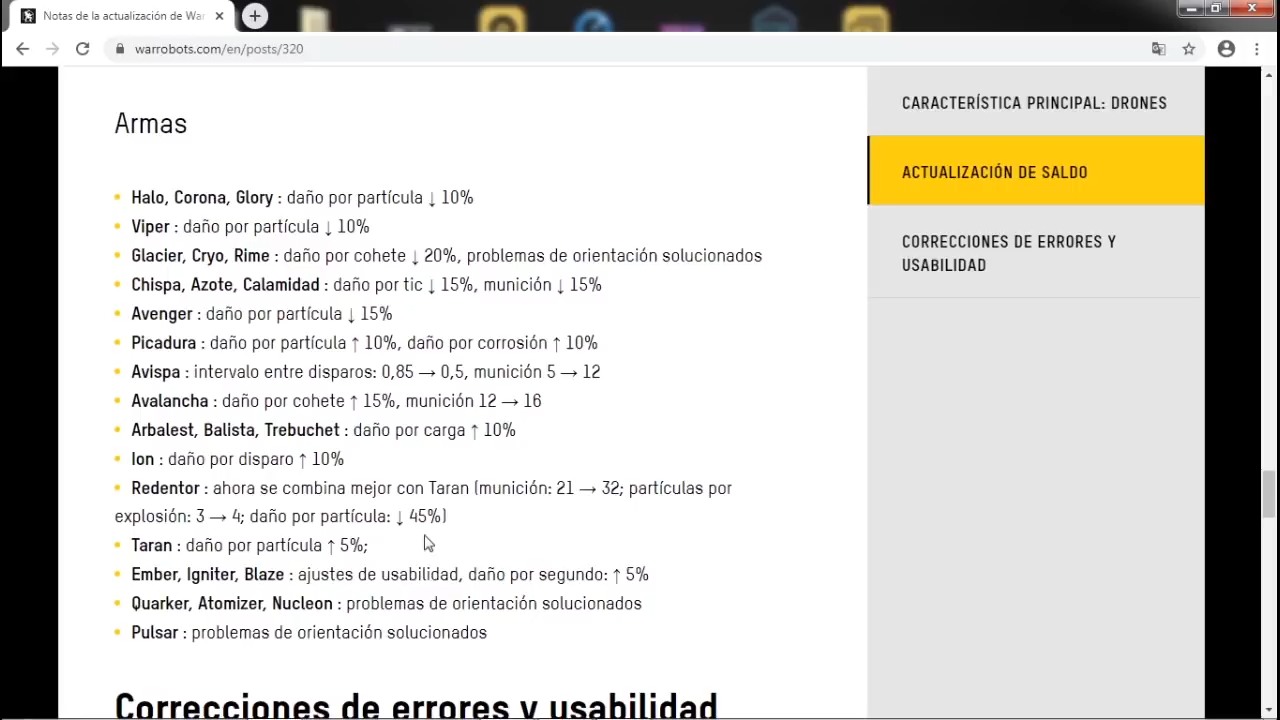 Notas de la actualización de War
warrobots.com/en/posts/320
Armas
Halo, Corona, Glory : daño por partícula ↓ 10%
Viper : daño por partícula ↓ 10%
Glacier, Cryo, Rime : daño por cohete ↓ 20%, problemas de orientación solucionados
Chispa, Azote, Calamidad : daño por tic ↓ 15%, munición ↓ 15%
Avenger : daño por partícula ↓ 15%
Picadura : daño por partícula ↑ 10%, daño por corrosión ↑ 10%
Avispa : intervalo entre disparos: 0,85 → 0,5, munición 5 → 12
Avalancha : daño por cohete ↑ 15%, munición 12 → 16
Arbalest, Balista, Trebuchet : daño por carga ↑ 10%
Ion : daño por disparo ↑ 10%
Redentor : ahora se combina mejor con Taran (munición: 21 → 32; partículas por
explosión: 3 → 4; daño por partícula: ↓ 45%)
Taran : daño por partícula ↑ 5%;
Ember, Igniter, Blaze : ajustes de usabilidad, daño por segundo: ↑ 5%
Quarker, Atomizer, Nucleon : problemas de orientación solucionados
Pulsar : problemas de orientación solucionados
Correcciones de errores y usabilidad
CARACTERÍSTICA PRINCIPAL: DRONES
ACTUALIZACIÓN DE SALDO
CORRECCIONES DE ERRORES Y
USABILIDAD